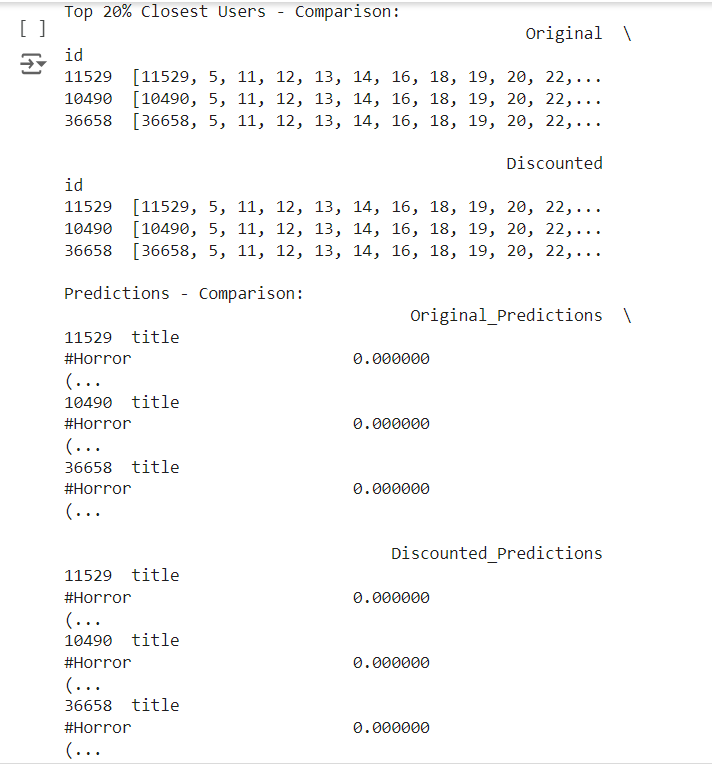 Top 20% Closest Users - Comparison:
[ ]
Original \
id
11529 [11529, 5, 11, 12, 13, 14, 16, 18, 19, 20, 22,...
10490 [10490, 5, 11, 12, 13, 14, 16, 18, 19, 20, 22,...
36658 [36658, 5, 11, 12, 13, 14, 16, 18, 19, 20, 22,...
Discounted
id
11529 [11529, 5, 11, 12, 13, 14, 16, 18, 19, 20, 22,...
10490 [10490, 5, 11, 12, 13, 14, 16, 18, 19, 20, 22,...
36658 [36658, 5, 11, 12, 13, 14, 16, 18, 19, 20, 22,...
Predictions - Comparison:
Original_Predictions \
11529 title
#Horror 0.000000
(...
10490 title
#Horror 0.000000
(...
36658 title
#Horror 0.000000
(...
Discounted_Predictions
11529 title
#Horror 0.000000
(...
10490 title
#Horror 0.000000
(...
36658 title
#Horror 0.000000
(...